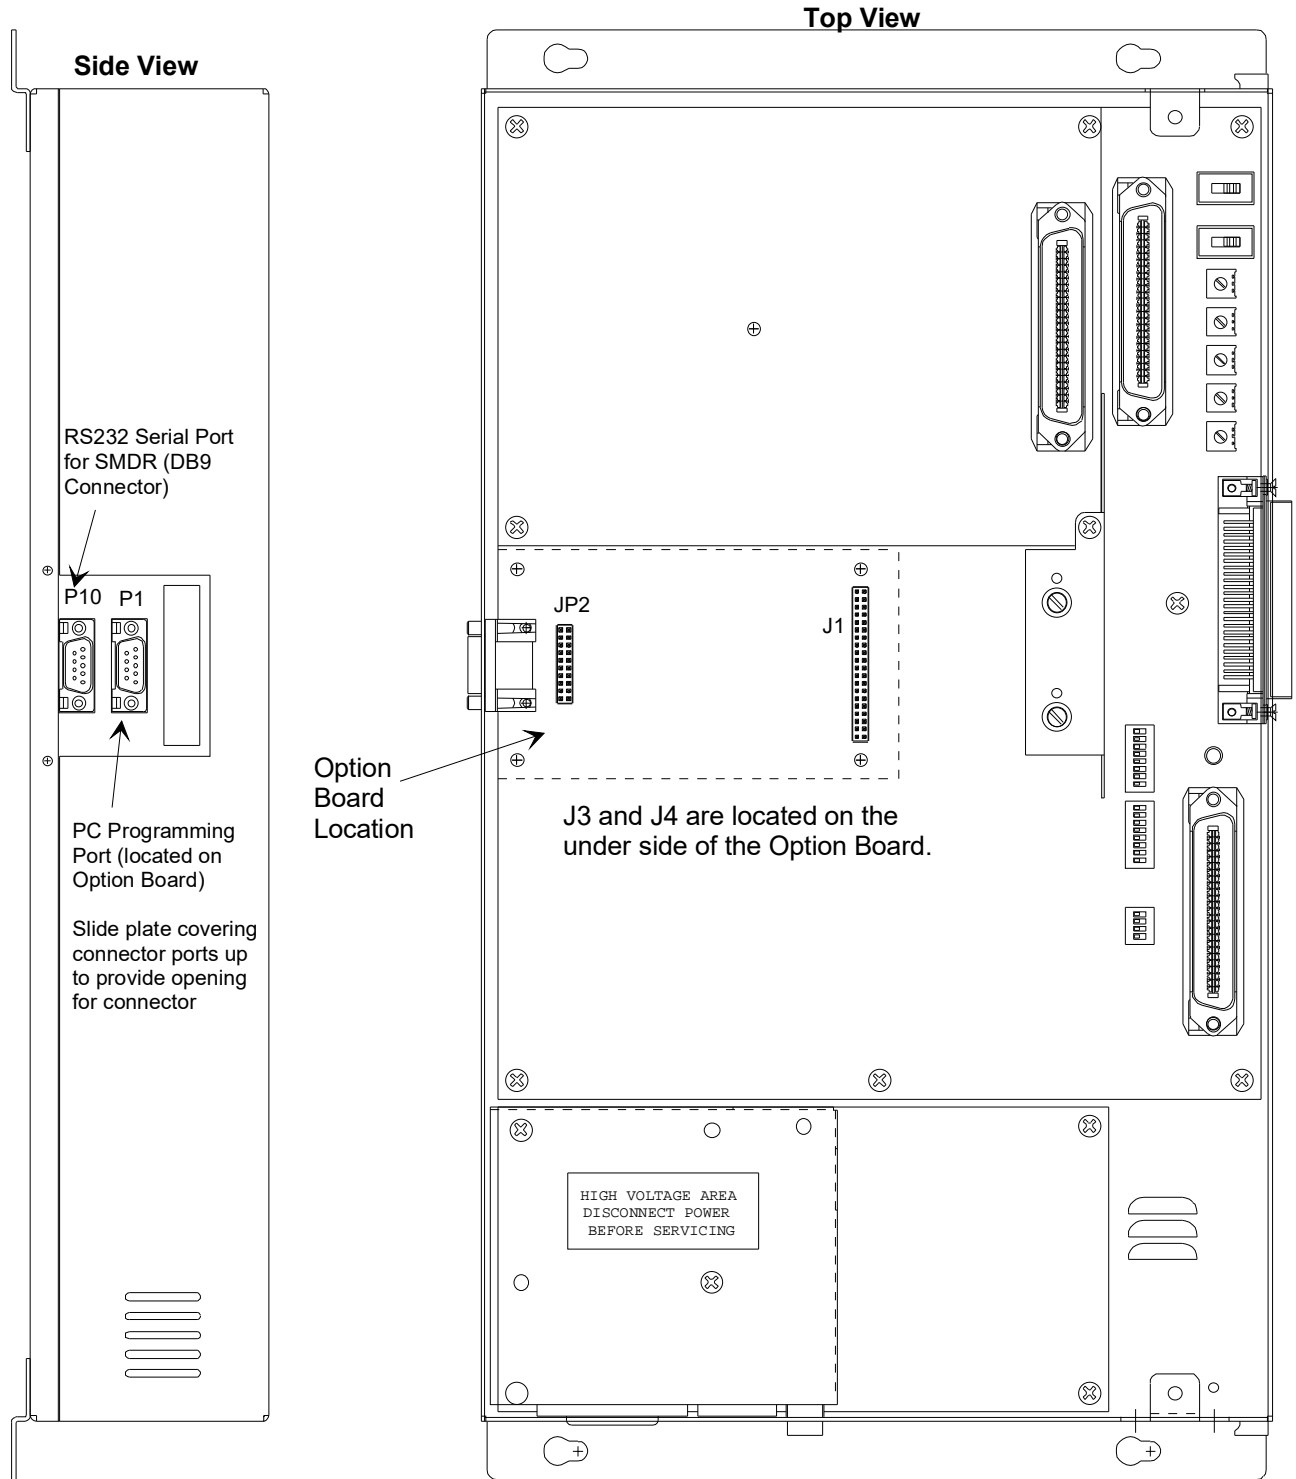 Top View
Side View
RS232 Serial Port
for SMDR (DB9
Connector)
P10
P1
JP2
J1
Option
Board
Location
J3 and J4 are located on the
under side of the Option Board.
PC Programming
Port (located on
Option Board)
Slide plate covering
connector ports up
to provide opening
for connector
HIGH VOLTAGE AREA
DISCONNECT POWER
BEFORE SERVICING